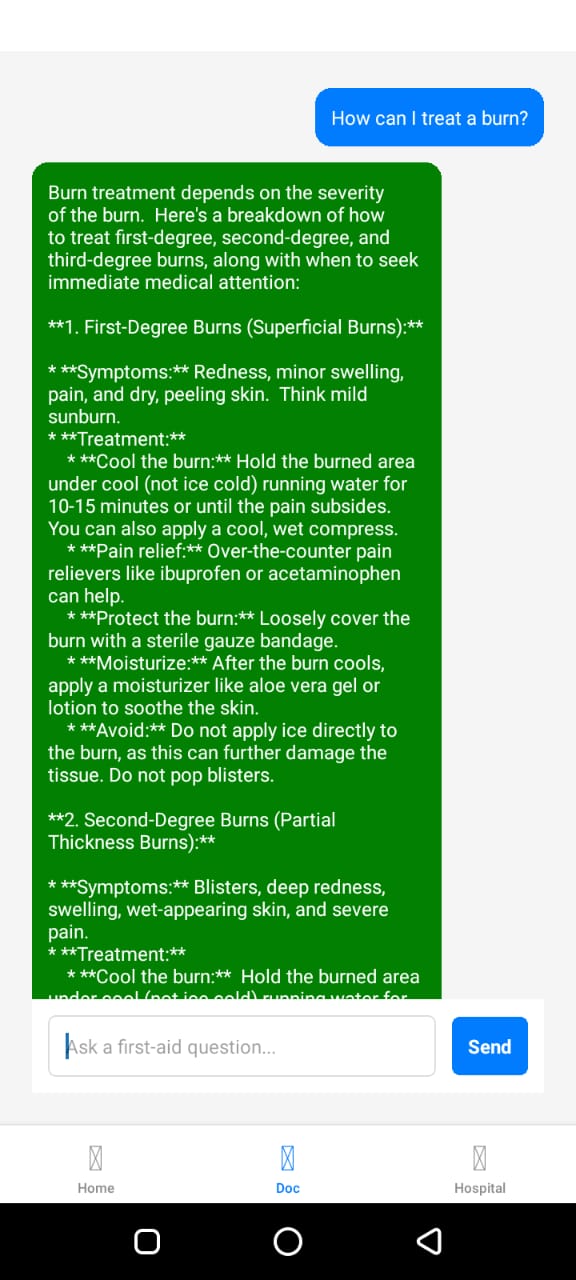 How can I treat a burn?
Burn treatment depends on the severity
of the burn.  Here's a breakdown of how
to treat first-degree, second-degree, and
third-degree burns, along with when to seek
immediate medical attention:
**1. First-Degree Burns (Superficial Burns):**
* **Symptoms:** Redness, minor swelling,
pain, and dry, peeling skin.  Think mild
sunburn.
* **Treatment:**
* **Cool the burn:** Hold the burned area
under cool (not ice cold) running water for
10-15 minutes or until the pain subsides.
You can also apply a cool, wet compress.
* **Pain relief:** Over-the-counter pain
relievers like ibuprofen or acetaminophen
can help.
* **Protect the burn:** Loosely cover the
burn with a sterile gauze bandage.
* **Moisturize:** After the burn cools,
apply a moisturizer like aloe vera gel or
lotion to soothe the skin.
* **Avoid:** Do not apply ice directly to
the burn, as this can further damage the
tissue. Do not pop blisters.
**2. Second-Degree Burns (Partial
Thickness Burns):**
* **Symptoms:** Blisters, deep redness,
swelling, wet-appearing skin, and severe
pain.
* **Treatment:**
* **Cool the burn:**  Hold the burned area
under cool (not ice cold) running water for
Ask a first-aid question...
Send
Home
Doc
Hospital